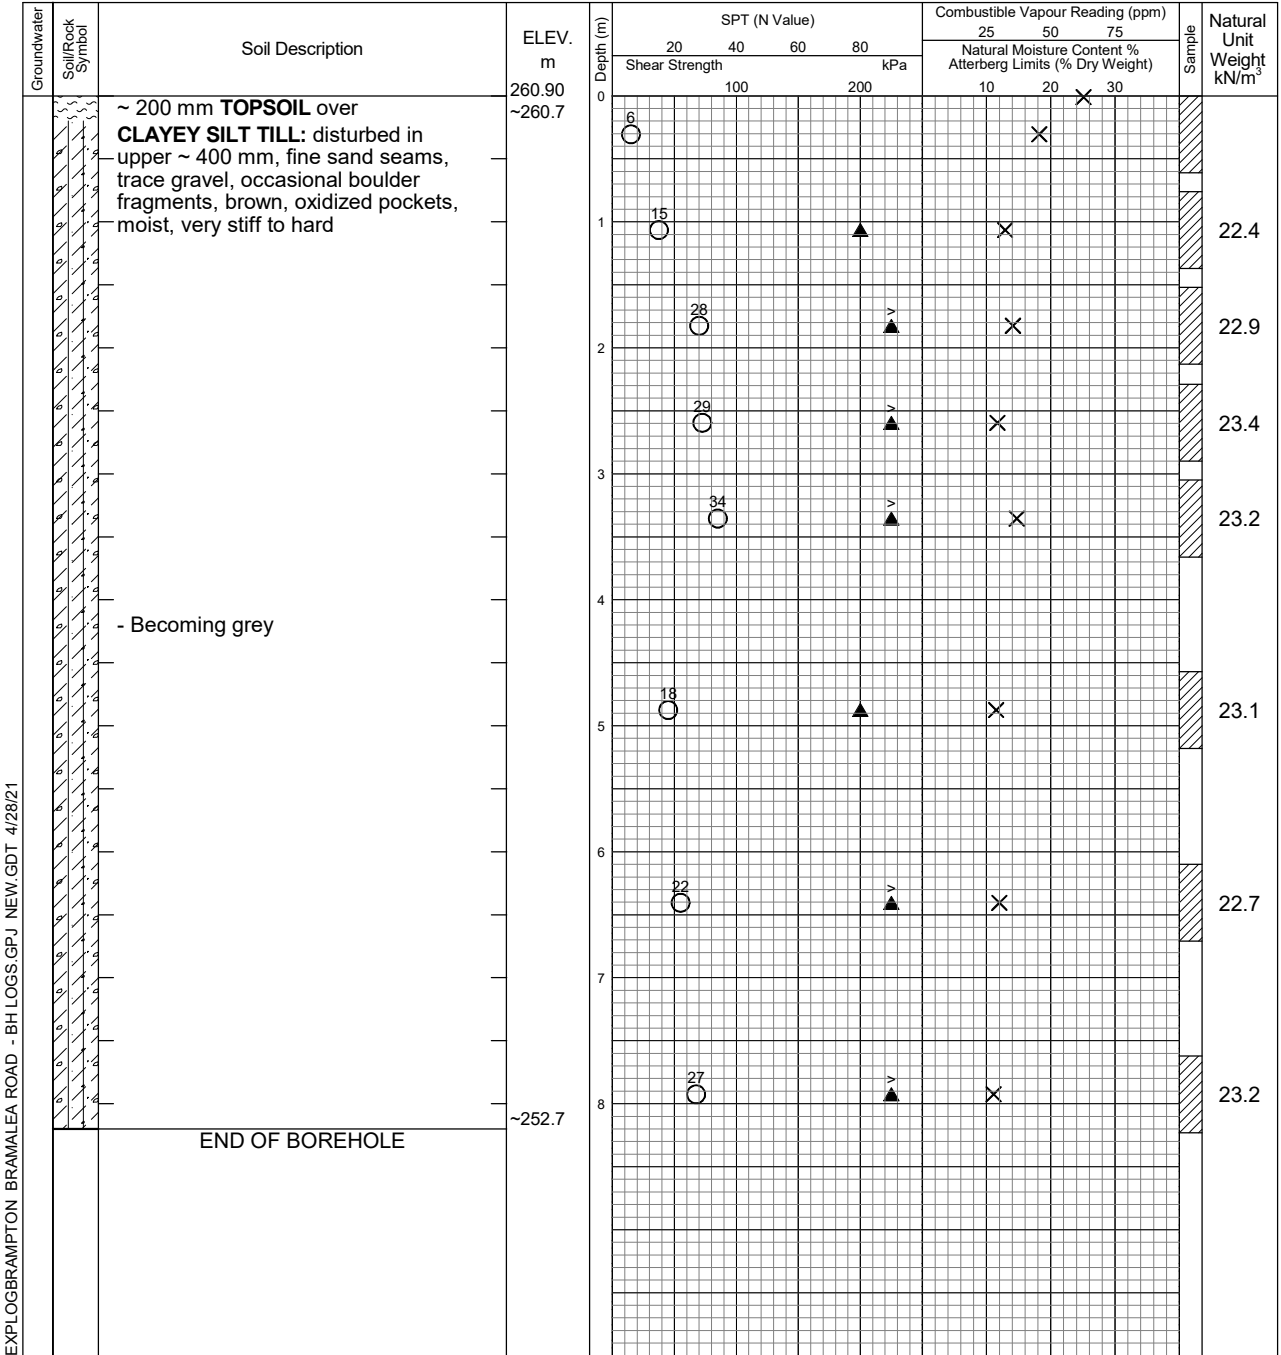 Groundwater
Soil/Rock
Symbol
Soil Description
ELEV.
m
260.90
Depth (m)
SPT (N Value)
20 40 60 80
Shear Strength kPa
100 200
Combustible Vapour Reading (ppm)
25 50 75
Natural Moisture Content %
Atterberg Limits (% Dry Weight)
10 20 30
Sample
Natural
Unit
Weight
kN/m³
0
~ 200 mm TOPSOIL over
~260.7
CLAYEY SILT TILL: disturbed in
upper ~ 400 mm, fine sand seams,
trace gravel, occasional boulder
fragments, brown, oxidized pockets,
moist, very stiff to hard
6
15
1
22.4
28
>
22.9
2
29
>
23.4
3
34
>
23.2
4
- Becoming grey
18
23.1
5
6
22
>
22.7
7
27
>
23.2
8
~252.7
END OF BOREHOLE
EXPLOGBRAMPTON BRAMALEA ROAD - BH LOGS.GPJ NEW.GDT 4/28/21